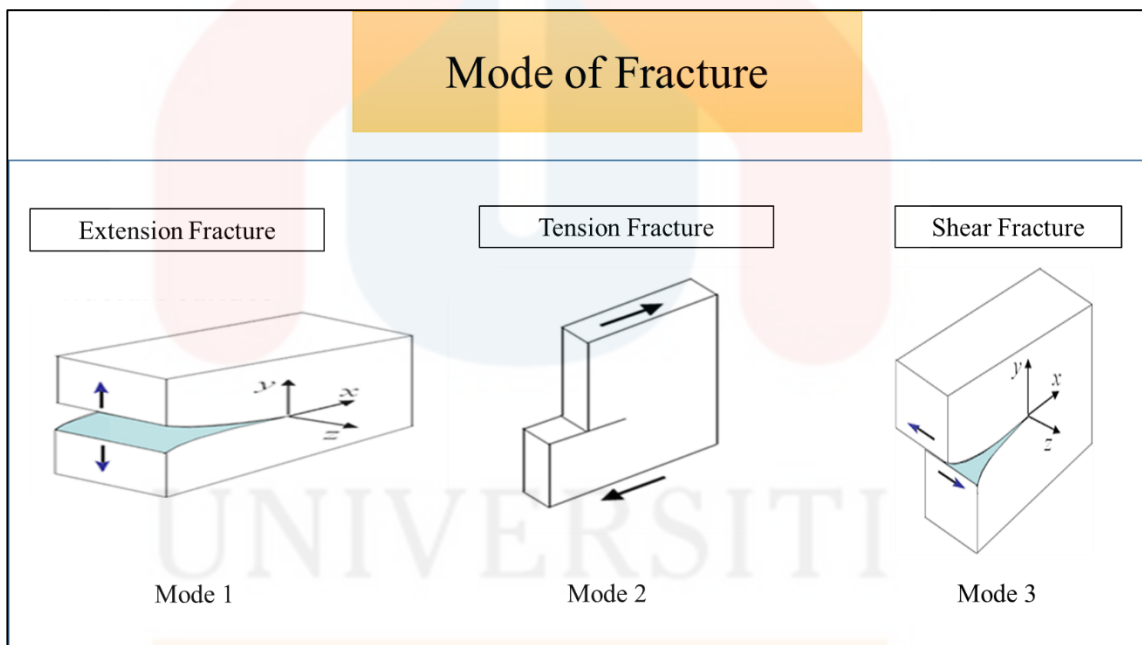 Mode of Fracture
Extension Fracture
Tension Fracture
Shear Fracture
y
x
z
y
x
z
UNIVERSITI
Mode 1
Mode 2
Mode 3